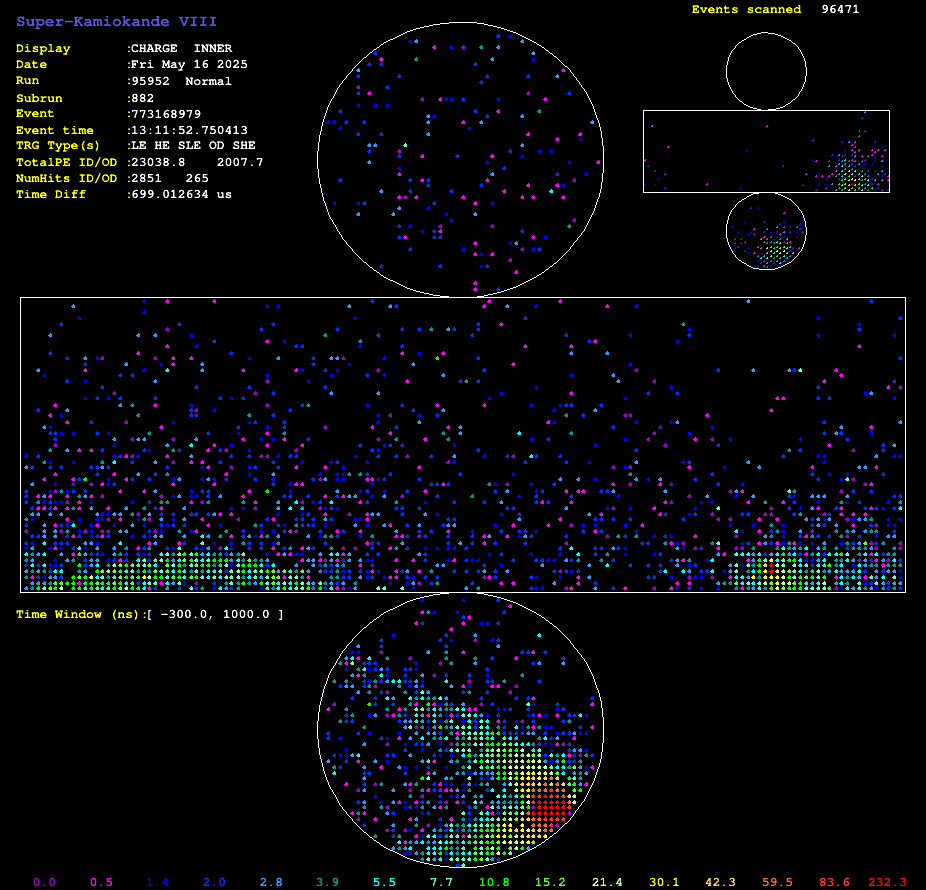 Super-Kamiokande VIII
Events scanned 96471
Display :CHARGE INNER
Date :Fri May 16 2025
Run :95952 Normal
Subrun :882
Event :773168979
Event time :13:11:52.750413
TRG Type(s) :LE HE SLE OD SHE
TotalPE ID/OD :23038.8 2007.7
NumHits ID/OD :2851 265
Time Diff :699.012634 us
Time Window (ns):[ -300.0, 1000.0 ]
0.0 0.5 1.4 2.0 2.8 3.9 5.5 7.7 10.8 15.2 21.4 30.1 42.3 59.5 83.6 232.3